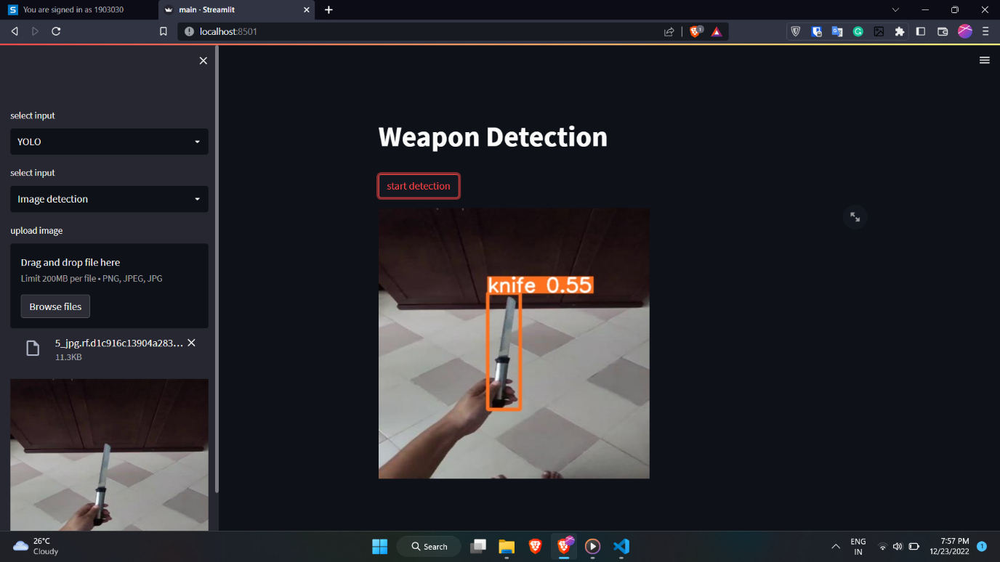 You are signed in as 1903030
main · Streamlit
localhost:8501
select input
YOLO
select input
Image detection
upload image
Drag and drop file here
Limit 200MB per file • PNG, JPEG, JPG
Browse files
5_jpg.rf.d1c916c13904a283...
11.3KB
Weapon Detection
start detection
knife 0.55
26°C
Cloudy
Search
ENG
IN
7:57 PM
12/23/2022
1